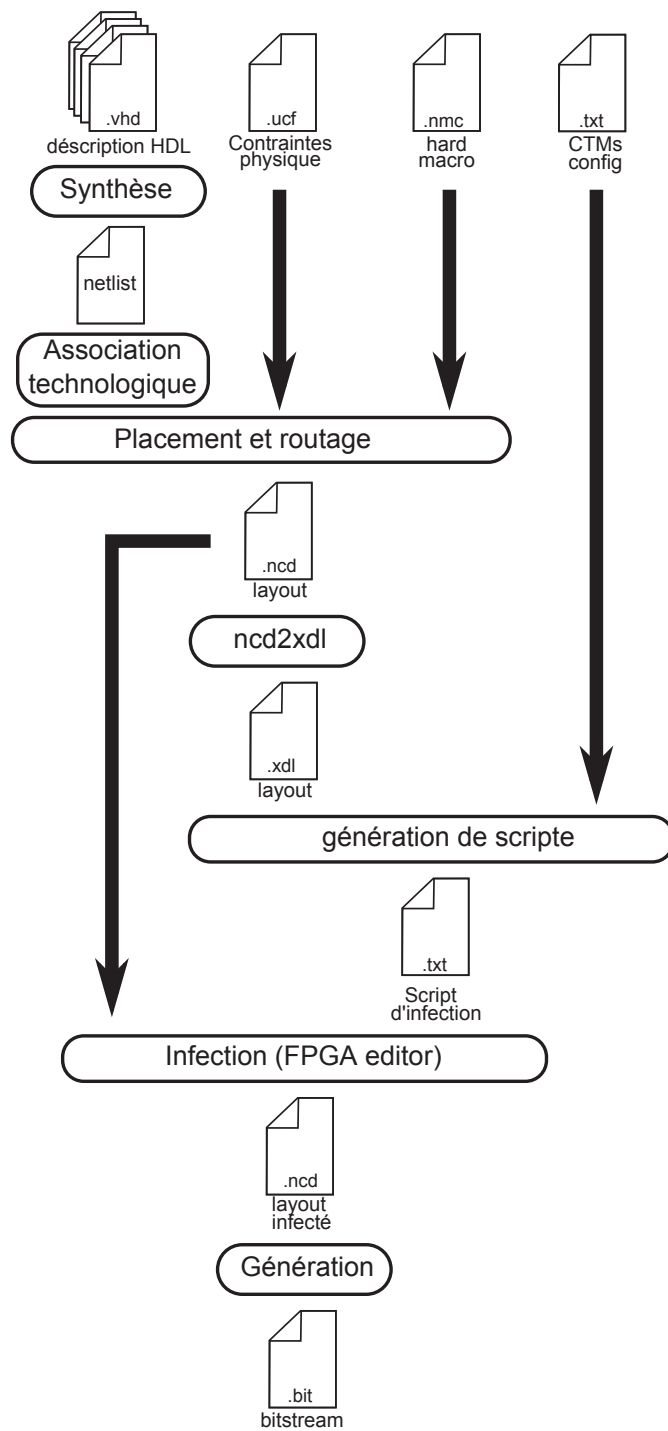 .vhd
déscription HDL
.ucf
Contraintes
physique
.nmc
hard
macro
.txt
CTMs
config
Synthèse
netlist
Association
technologique
Placement et routage
.ncd
layout
ncd2xdl
.xdl
layout
génération de scripte
.txt
Script
d'infection
Infection (FPGA editor)
.ncd
layout
infecté
Génération
.bit
bitstream